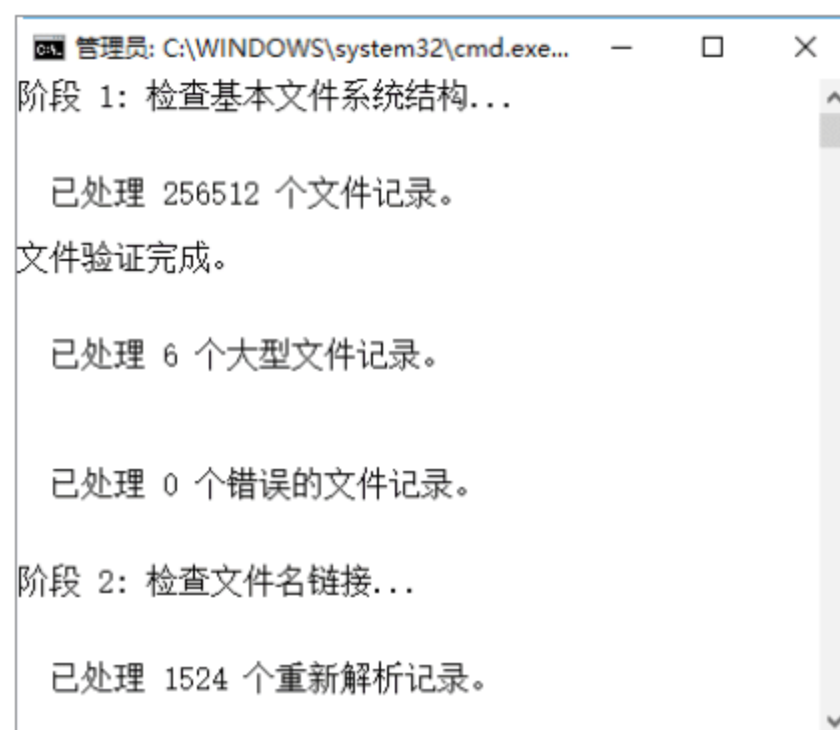 管理员: C:\WINDOWS\system32\cmd.exe...
阶段 1: 检查基本文件系统结构...
已处理 256512 个文件记录。
文件验证完成。
已处理 6 个大型文件记录。
已处理 0 个错误的文件记录。
阶段 2: 检查文件名链接...
已处理 1524 个重新解析记录。